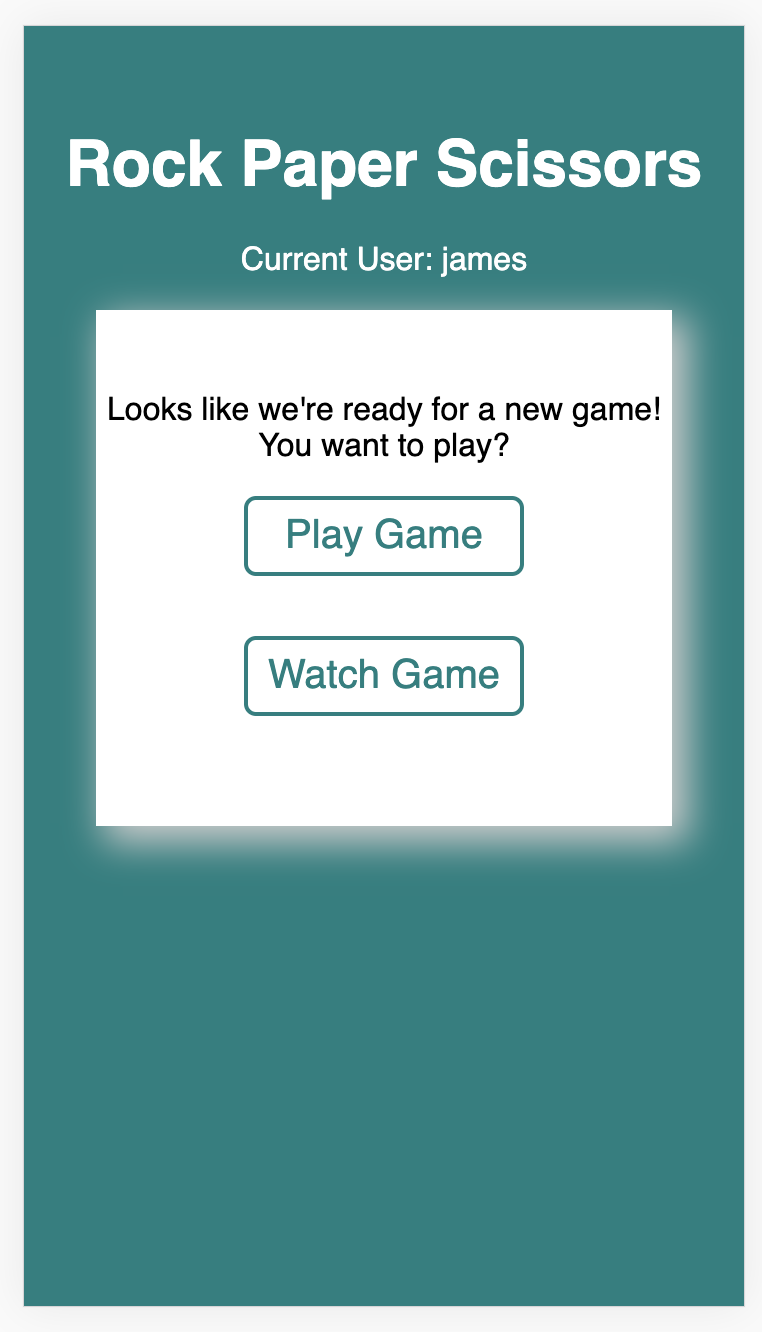 Rock Paper Scissors
Current User: james
Looks like we're ready for a new game!
You want to play?
Play Game
Watch Game